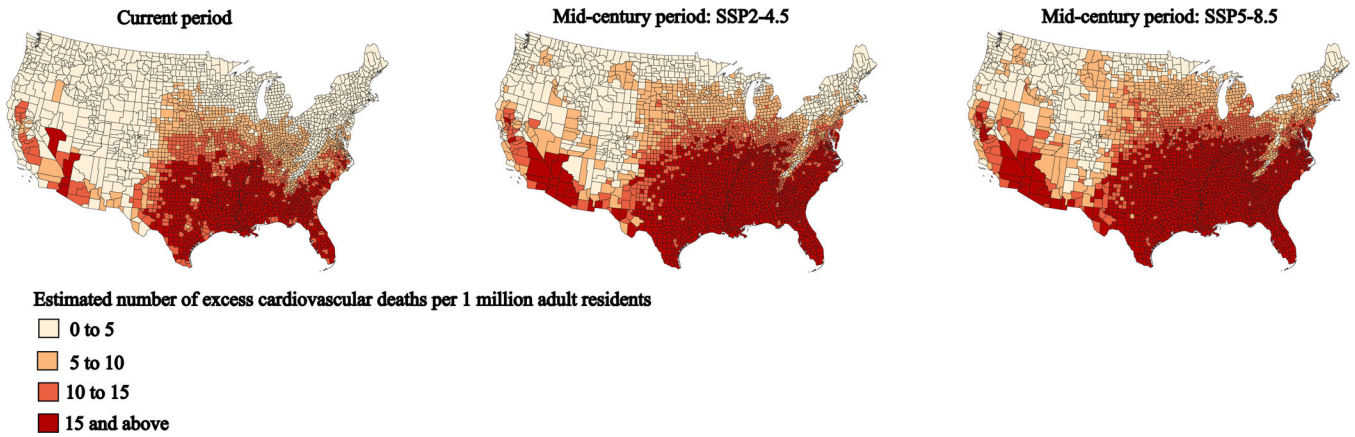 Current period
Mid-century period: SSP2-4.5
Mid-century period: SSP5-8.5
Estimated number of excess cardiovascular deaths per 1 million adult residents
0 to 5
5 to 10
10 to 15
15 and above